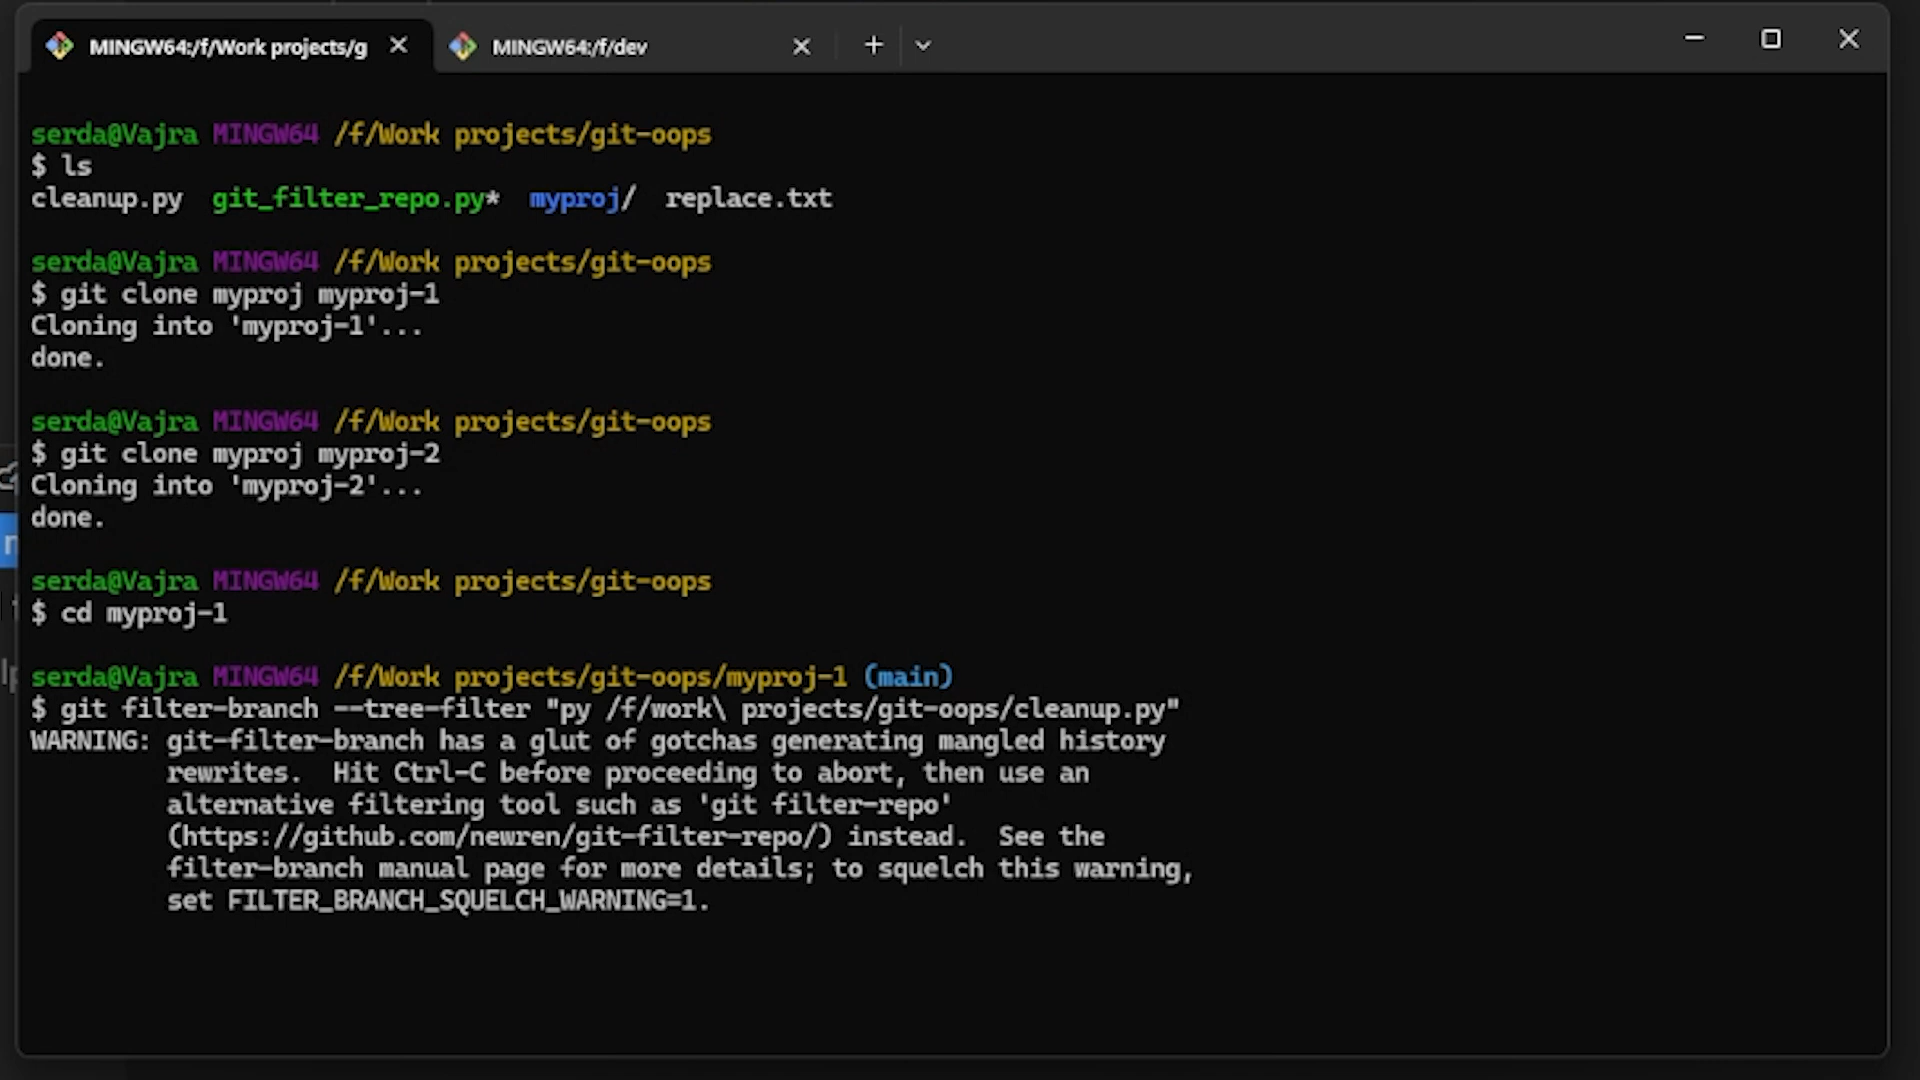 MINGW64:/f/Work projects/g
MINGW64:/f/dev
serda@Vajra MINGW64 /f/Work projects/git-oops
$ ls
cleanup.py  git_filter_repo.py*  myproj/  replace.txt
serda@Vajra MINGW64 /f/Work projects/git-oops
$ git clone myproj myproj-1
Cloning into 'myproj-1'...
done.
serda@Vajra MINGW64 /f/Work projects/git-oops
$ git clone myproj myproj-2
Cloning into 'myproj-2'...
done.
serda@Vajra MINGW64 /f/Work projects/git-oops
$ cd myproj-1
serda@Vajra MINGW64 /f/Work projects/git-oops/myproj-1 (main)
$ git filter-branch --tree-filter "py /f/work\ projects/git-oops/cleanup.py"
WARNING: git-filter-branch has a glut of gotchas generating mangled history
rewrites.  Hit Ctrl-C before proceeding to abort, then use an
alternative filtering tool such as 'git filter-repo'
(https://github.com/newren/git-filter-repo/) instead.  See the
filter-branch manual page for more details; to squelch this warning,
set FILTER_BRANCH_SQUELCH_WARNING=1.